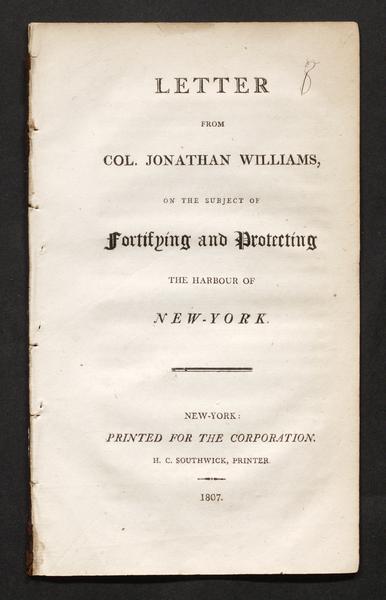 8
LETTER
FROM
COL. JONATHAN WILLIAMS,
ON THE SUBJECT OF
Fortifying and Protecting
THE HARBOUR OF
NEW-YORK.
NEW-YORK:
PRINTED FOR THE CORPORATION.
H. C. SOUTHWICK, PRINTER.
1807.